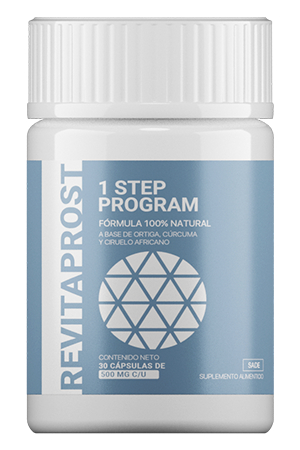 REVITAPROST
1 STEP
PROGRAM
FÓRMULA 100% NATURAL
A BASE DE ORTIGA, CÚRCUMA
Y CIRUELO AFRICANO
CONTENIDO NETO
30 CÁPSULAS DE
500 MG C/U
SADE
SUPLEMENTO ALIMENTICIO